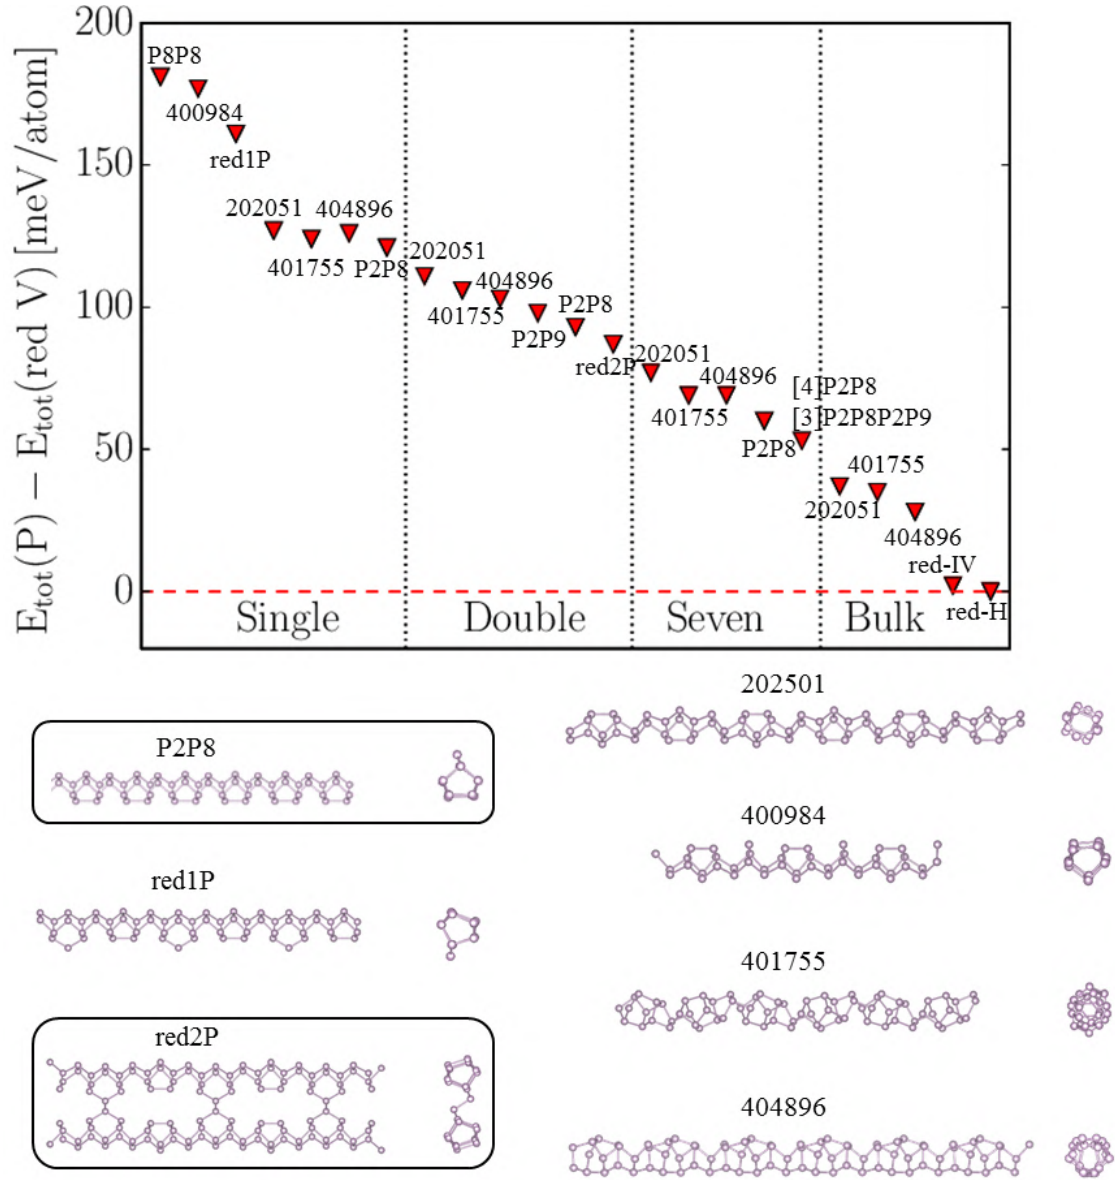 E_tot(P) − E_tot(red V) [meV/atom]
200
150
100
50
0
P8P8
400984
red1P
202051
404896
401755
P2P8
202051
404896
401755
P2P8
P2P9
red2P
202051
404896
401755
[4]P2P8
[3]P2P8P2P9
P2P8
401755
202051
404896
red-IV
red-H
Single Double Seven Bulk
P2P8
red1P
red2P
202501
400984
401755
404896